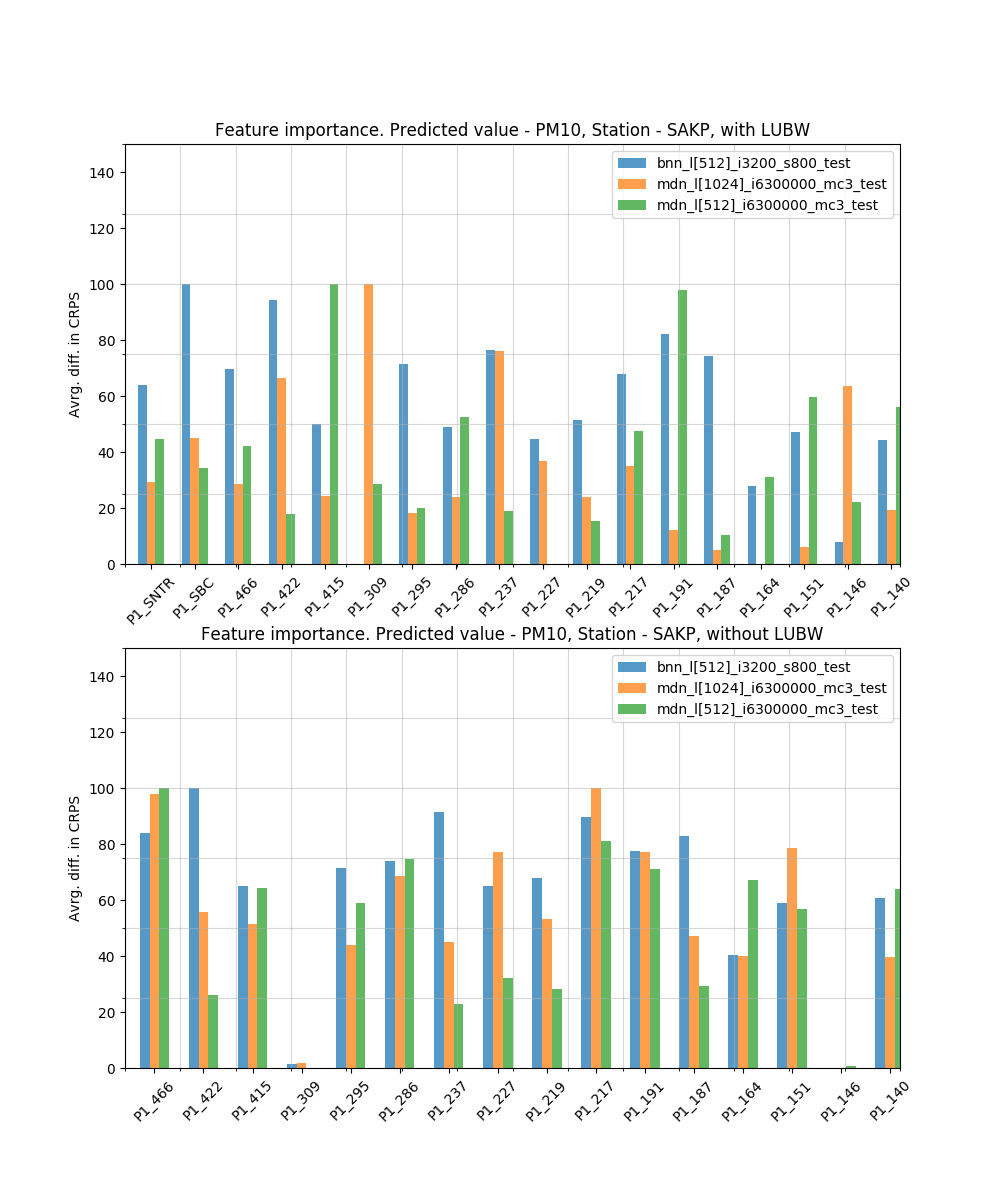 Feature importance. Predicted value - PM10, Station - SAKP, with LUBW
bnn_l[512]_i3200_s800_test
mdn_l[1024]_i6300000_mc3_test
mdn_l[512]_i6300000_mc3_test
Avrg. diff. in CRPS
140
120
100
80
60
40
20
0
P1_SNTR P1_SBC P1_466 P1_422 P1_415 P1_309 P1_295 P1_286 P1_237 P1_227 P1_219 P1_217 P1_191 P1_187 P1_164 P1_151 P1_146 P1_140
Feature importance. Predicted value - PM10, Station - SAKP, without LUBW
bnn_l[512]_i3200_s800_test
mdn_l[1024]_i6300000_mc3_test
mdn_l[512]_i6300000_mc3_test
Avrg. diff. in CRPS
140
120
100
80
60
40
20
0
P1_466 P1_422 P1_415 P1_309 P1_295 P1_286 P1_237 P1_227 P1_219 P1_217 P1_191 P1_187 P1_164 P1_151 P1_146 P1_140